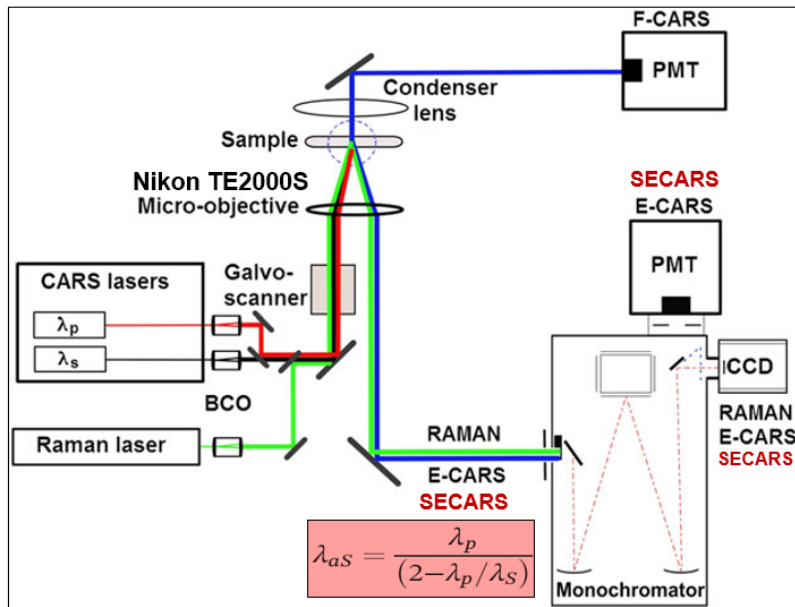 F-CARS
PMT
Condenser
lens
Sample
Nikon TE2000S
Micro-objective
SECARS
E-CARS
PMT
Galvo-
scanner
CARS lasers
λp
λs
BCO
Raman laser
CCD
RAMAN
E-CARS
SECARS
RAMAN
E-CARS
SECARS
λaS = λp / (2−λp/λS)
Monochromator